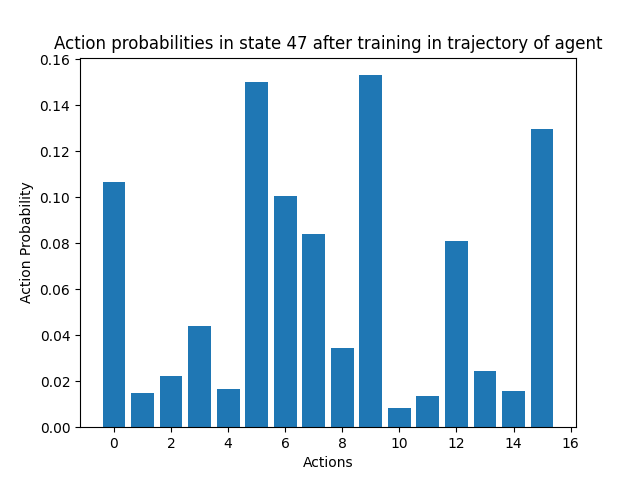 Action probabilities in state 47 after training in trajectory of agent
0.16
0.14
0.12
0.10
0.08
0.06
0.04
0.02
0.00
Action Probability
0 2 4 6 8 10 12 14 16
Actions